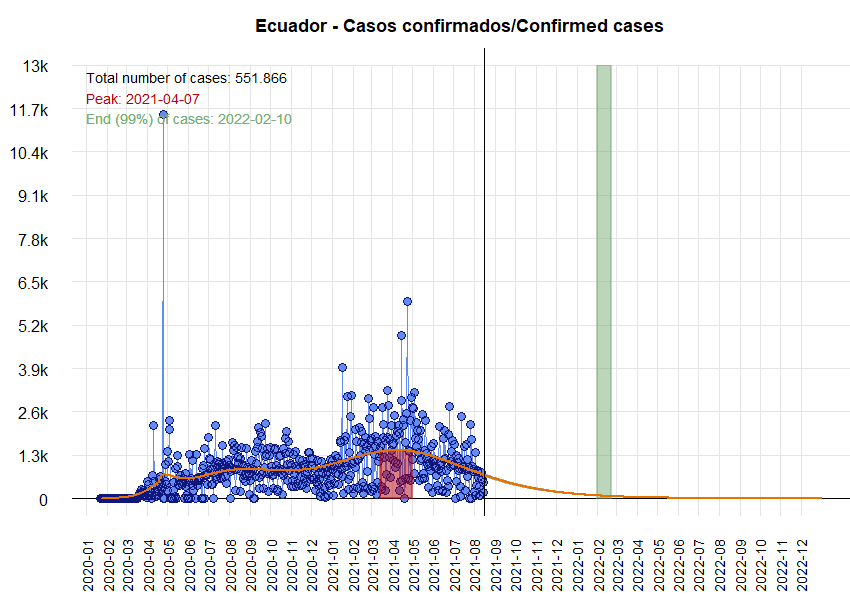 Ecuador - Casos confirmados/Confirmed cases
13k
Total number of cases: 551.866
Peak: 2021-04-07
11.7k
End (99%) of cases: 2022-02-10
10.4k
9.1k
7.8k
6.5k
5.2k
3.9k
2.6k
1.3k
0
2020-01
2020-02
2020-03
2020-04
2020-05
2020-06
2020-07
2020-08
2020-09
2020-10
2020-11
2020-12
2021-01
2021-02
2021-03
2021-04
2021-05
2021-06
2021-07
2021-08
2021-09
2021-10
2021-11
2021-12
2022-01
2022-02
2022-03
2022-04
2022-05
2022-06
2022-07
2022-08
2022-09
2022-10
2022-11
2022-12